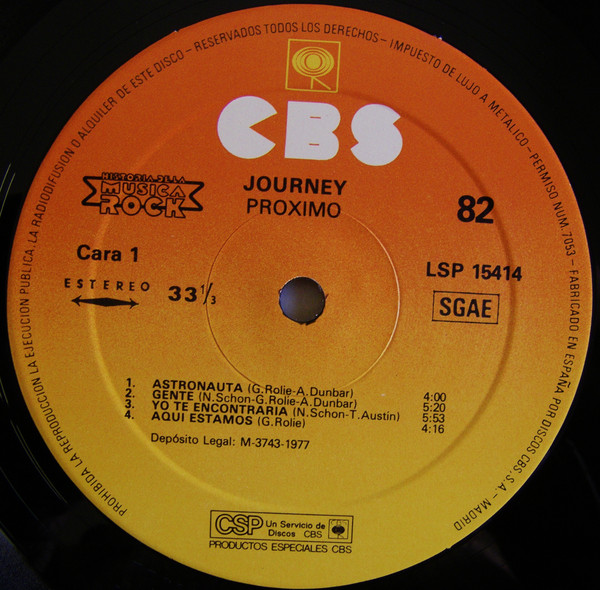 PROHIBIDA LA REPRODUCCION, LA EJECUCION PUBLICA.LA RADIODIFUSION O ALQUILER DE ESTE DISCO-RESERVADOS TODOS LOS DERECHOS-IMPUESTO DE LUJO A METALICO-PERMISO NUM. 7053-FABRICADO EN ESPAÑA POR DISCOS CBS, S.A.-MADRID
CBS
HISTORIA DE LA
MUSICA
ROCK
JOURNEY
PROXIMO
82
Cara 1
LSP 15414
ESTEREO
33 1/3
SGAE
1. ASTRONAUTA (G.Rolie-A.Dunbar) 4:00
2. GENTE (N.Schon-G.Rolie-A.Dunbar) 5:20
3. YO TE ENCONTRARIA (N.Schon-T.Austin) 5:53
4. AQUI ESTAMOS (G.Rolie) 4:16
Depósito Legal: M-3743-1977
CSP Un Servicio de
Discos CBS
PRODUCTOS ESPECIALES CBS